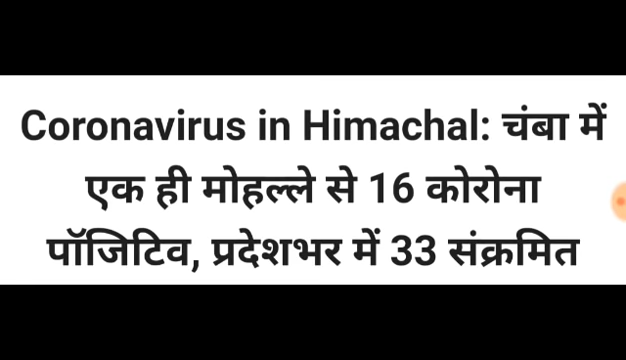 Coronavirus in Himachal: चंबा में
एक ही मोहल्ले से 16 कोरोना
पॉजिटिव, प्रदेशभर में 33 संक्रमित